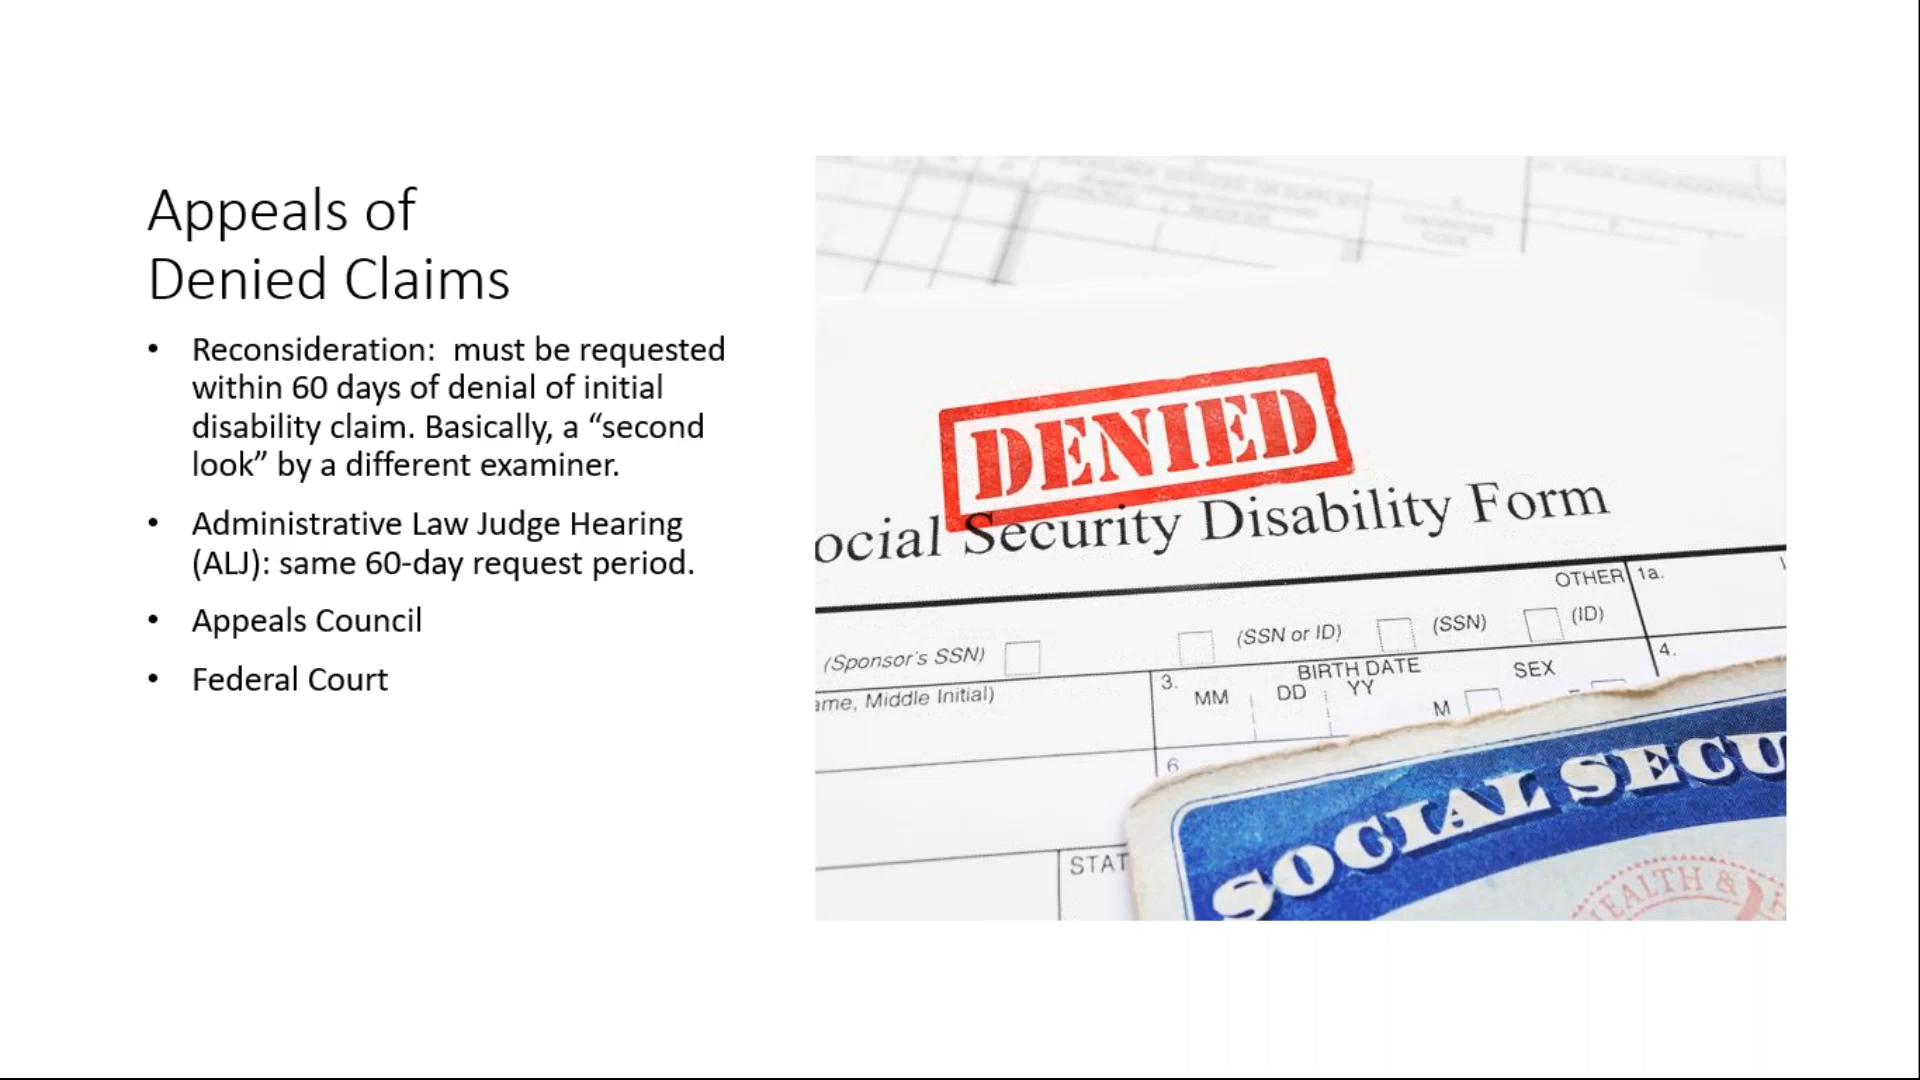 Appeals of
Denied Claims
• Reconsideration:  must be requested
within 60 days of denial of initial
disability claim. Basically, a “second
look” by a different examiner.
• Administrative Law Judge Hearing
(ALJ): same 60-day request period.
• Appeals Council
• Federal Court
DENIED
ocial Security Disability Form
OTHER 1a.
(Sponsor's SSN) (SSN or ID) (SSN) (ID)
ame, Middle Initial) 3. BIRTH DATE SEX 4.
MM DD YY M
6
STAT
SOCIAL SECU
EALTH &